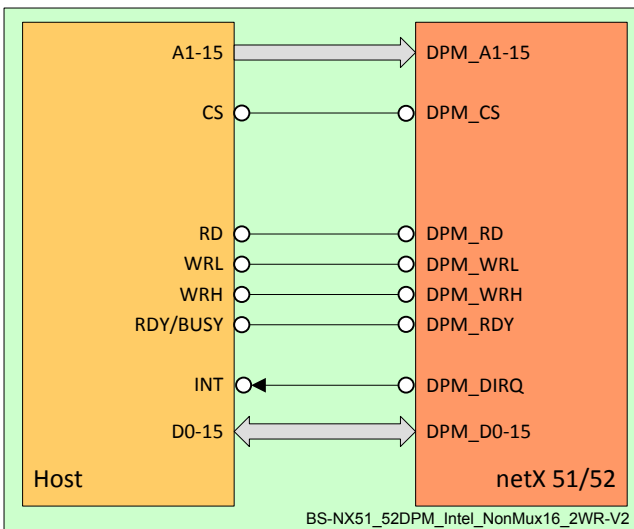 A1-15 DPM_A1-15
CS DPM_CS
RD DPM_RD
WRL DPM_WRL
WRH DPM_WRH
RDY/BUSY DPM_RDY
INT DPM_DIRQ
D0-15 DPM_D0-15
Host netX 51/52
BS-NX51_52DPM_Intel_NonMux16_2WR-V2